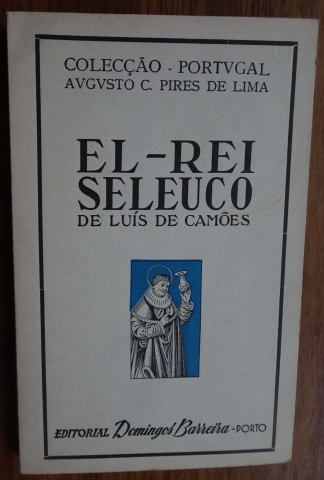 COLECÇÃO - PORTVGAL
AVGVSTO C. PIRES DE LIMA
EL-REI
SELEUCO
DE LUÍS DE CAMÕES
EDITORIAL Domingos Barreira - PORTO